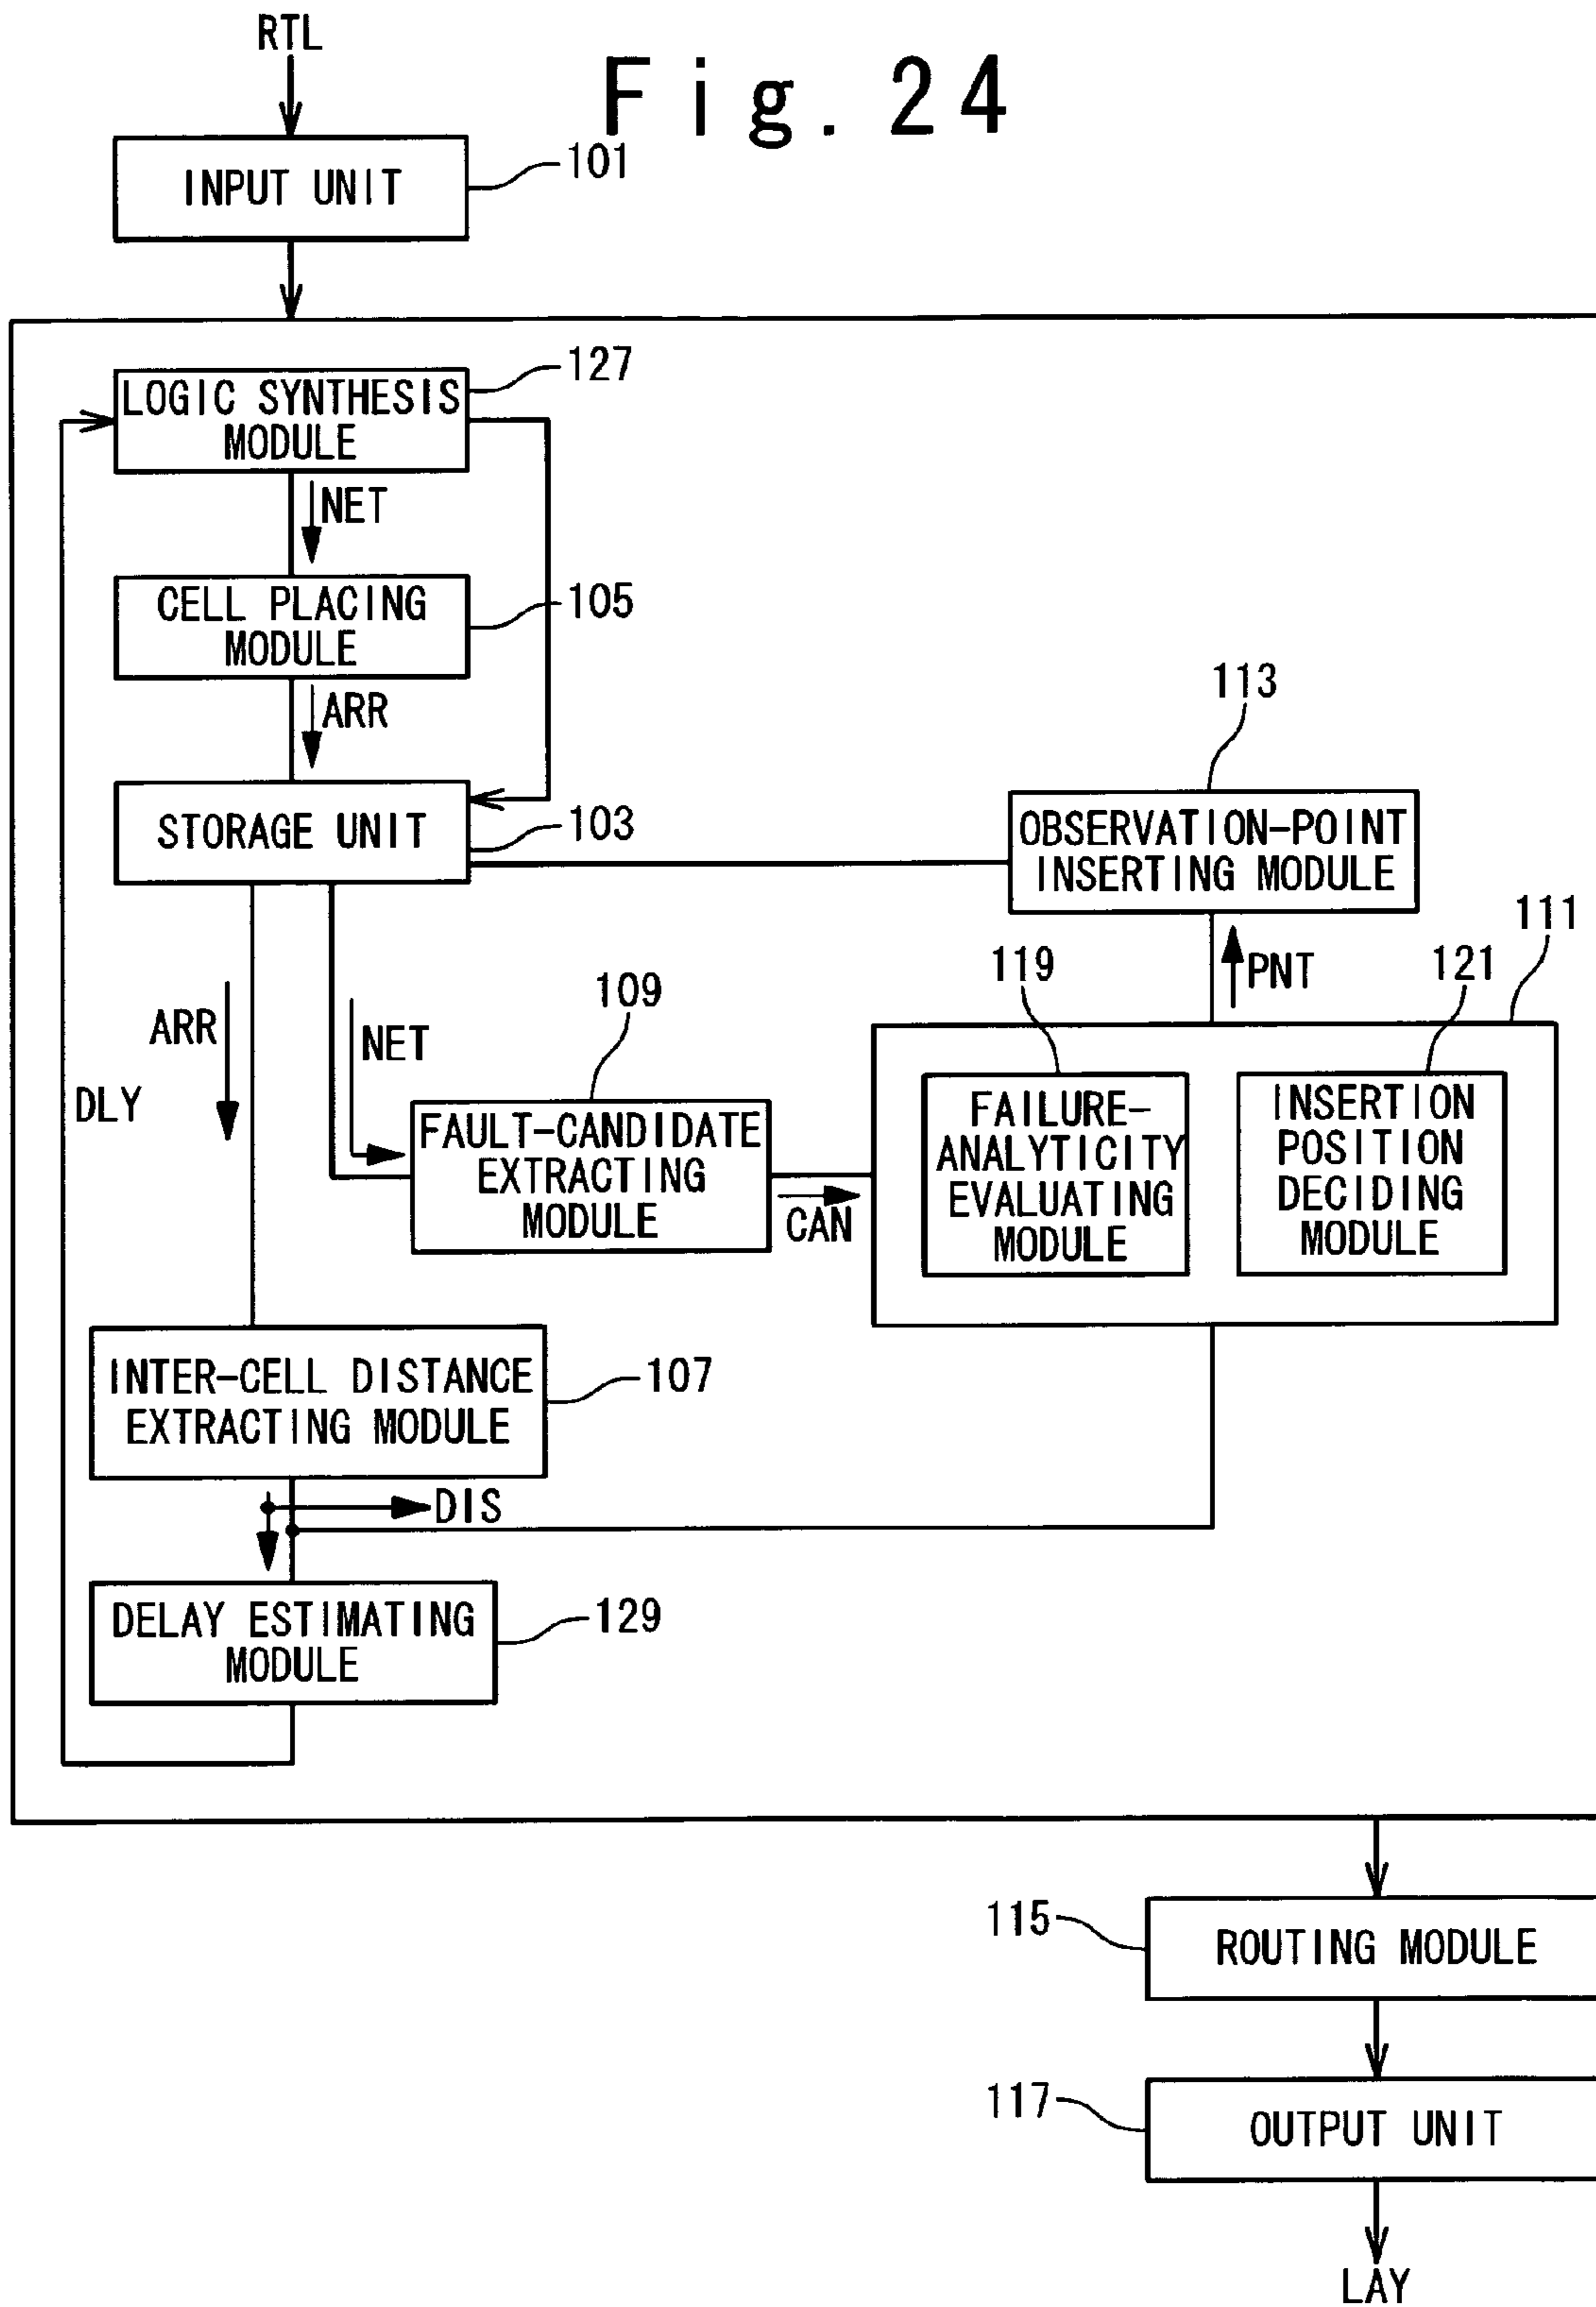 RTL
Fig. 24
INPUT UNIT
101
LOGIC SYNTHESIS
MODULE
127
NET
CELL PLACING
MODULE
105
ARR
STORAGE UNIT
103
113
OBSERVATION-POINT
INSERTING MODULE
111
PNT
119
121
FAILURE-
ANALYTICITY
EVALUATING
MODULE
INSERTION
POSITION
DECIDING
MODULE
ARR
NET
DLY
109
FAULT-CANDIDATE
EXTRACTING
MODULE
CAN
INTER-CELL DISTANCE
EXTRACTING MODULE
107
DIS
DELAY ESTIMATING
MODULE
129
115
ROUTING MODULE
117
OUTPUT UNIT
LAY